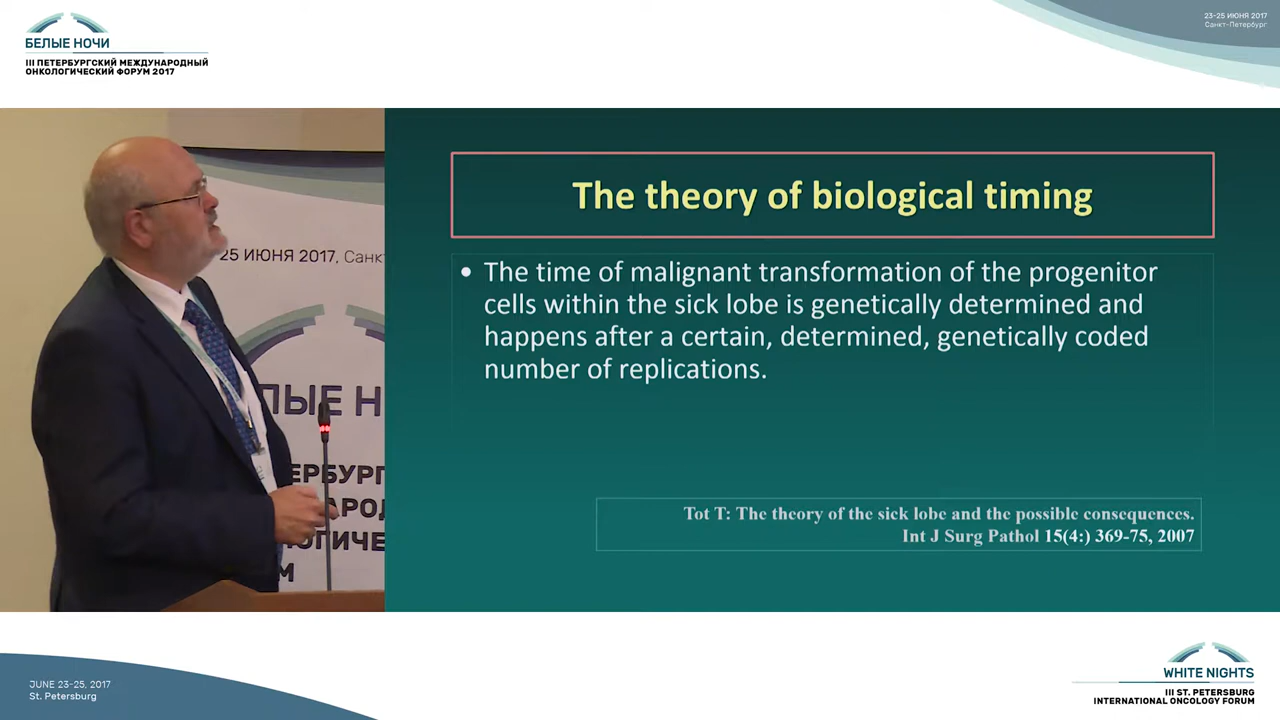 БЕЛЫЕ НОЧИ
III ПЕТЕРБУРГСКИЙ МЕЖДУНАРОДНЫЙ
ОНКОЛОГИЧЕСКИЙ ФОРУМ 2017
23-25 ИЮНЯ 2017
Санкт-Петербург
25 ИЮНЯ 2017, Санкт
ЛЫЕ Н
ЕРБУРГ
АРО
ОГИЧЕ
М
The theory of biological timing
• The time of malignant transformation of the progenitor
cells within the sick lobe is genetically determined and
happens after a certain, determined, genetically coded
number of replications.
Tot T: The theory of the sick lobe and the possible consequences.
Int J Surg Pathol 15(4:) 369-75, 2007
JUNE 23-25, 2017
St. Petersburg
WHITE NIGHTS
III ST. PETERSBURG
INTERNATIONAL ONCOLOGY FORUM